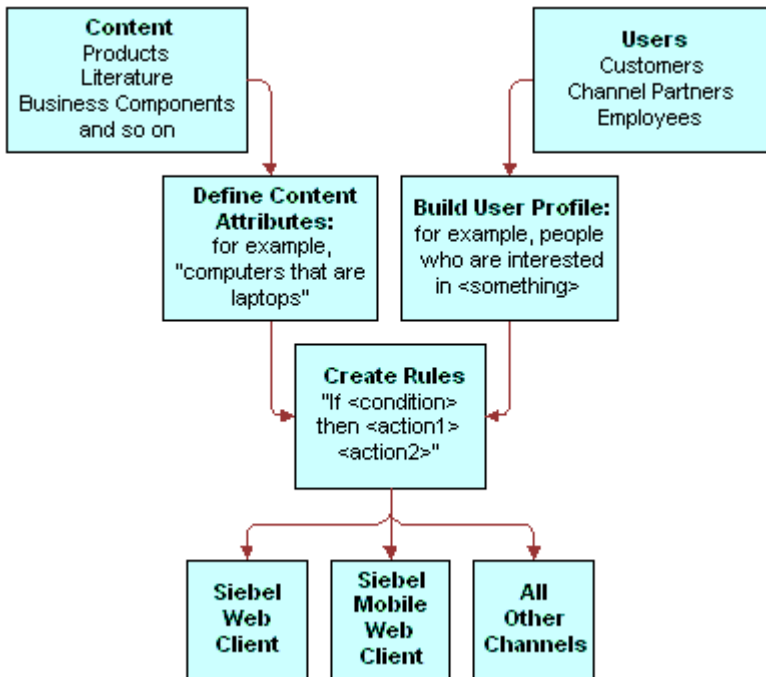 Content
Products
Literature
Business Components
and so on
Users
Customers
Channel Partners
Employees
Define Content
Attributes:
for example,
"computers that are
laptops"
Build User Profile:
for example, people
who are interested
in <something>
Create Rules
"If <condition>
then <action1>
<action2>"
Siebel
Web
Client
Siebel
Mobile
Web
Client
All
Other
Channels